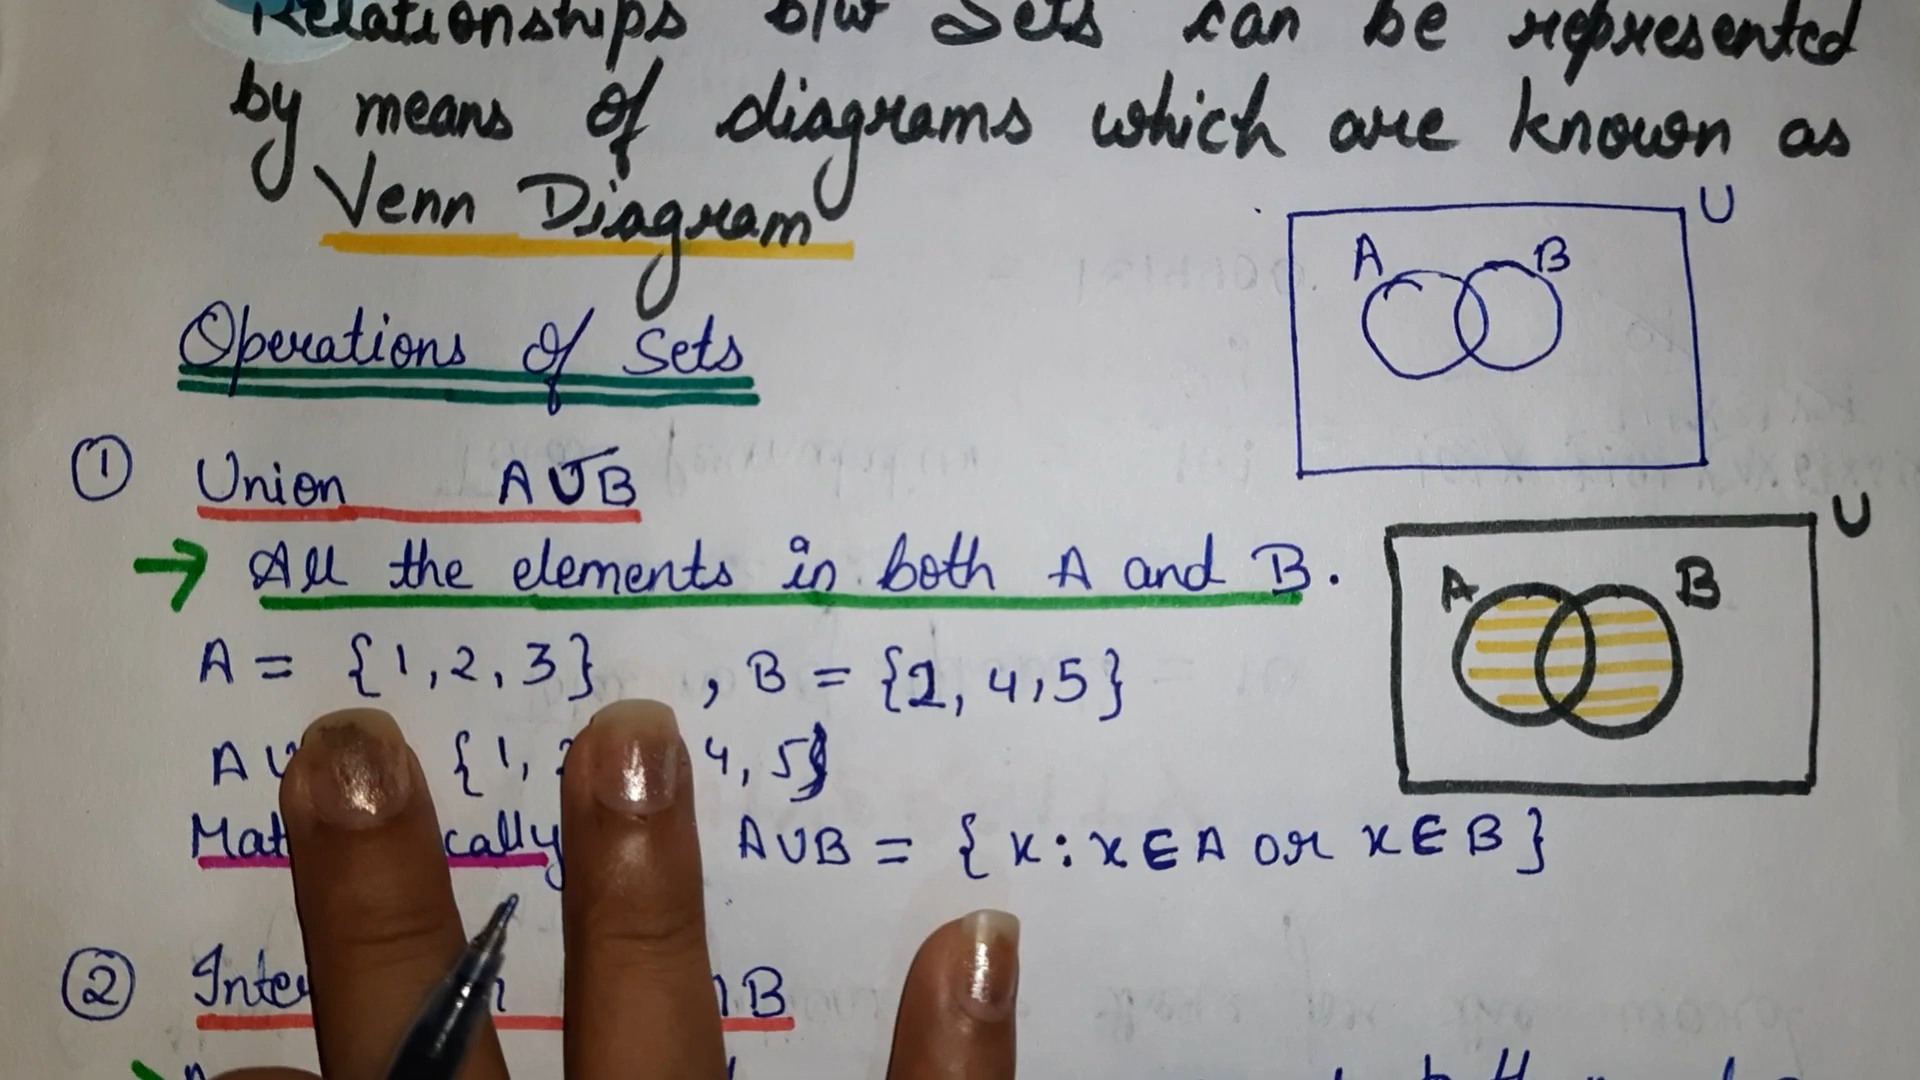 Relationships b/w Sets can be represented
by means of diagrams which are known as
Venn Diagram
U
A B
Operations of Sets
① Union A∪B
U
→ All the elements in both A and B.
A B
A = {1,2,3} , B = {2,4,5}
A∪ {1, 4,5}
Mat cally A∪B = {x:x∈A or x∈B}
② Inte B